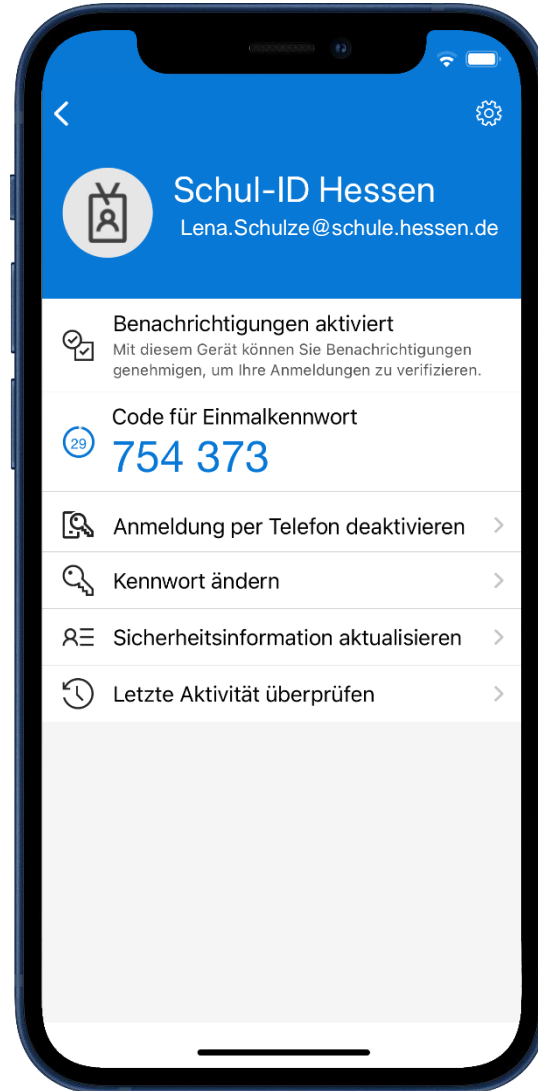 Schul-ID Hessen
Lena.Schulze@schule.hessen.de
Benachrichtigungen aktiviert
Mit diesem Gerät können Sie Benachrichtigungen
genehmigen, um Ihre Anmeldungen zu verifizieren.
Code für Einmalkennwort
29
754 373
Anmeldung per Telefon deaktivieren
Kennwort ändern
Sicherheitsinformation aktualisieren
Letzte Aktivität überprüfen